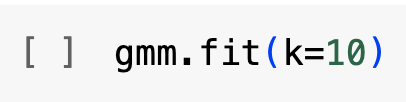 [ ] gmm.fit(k=10)